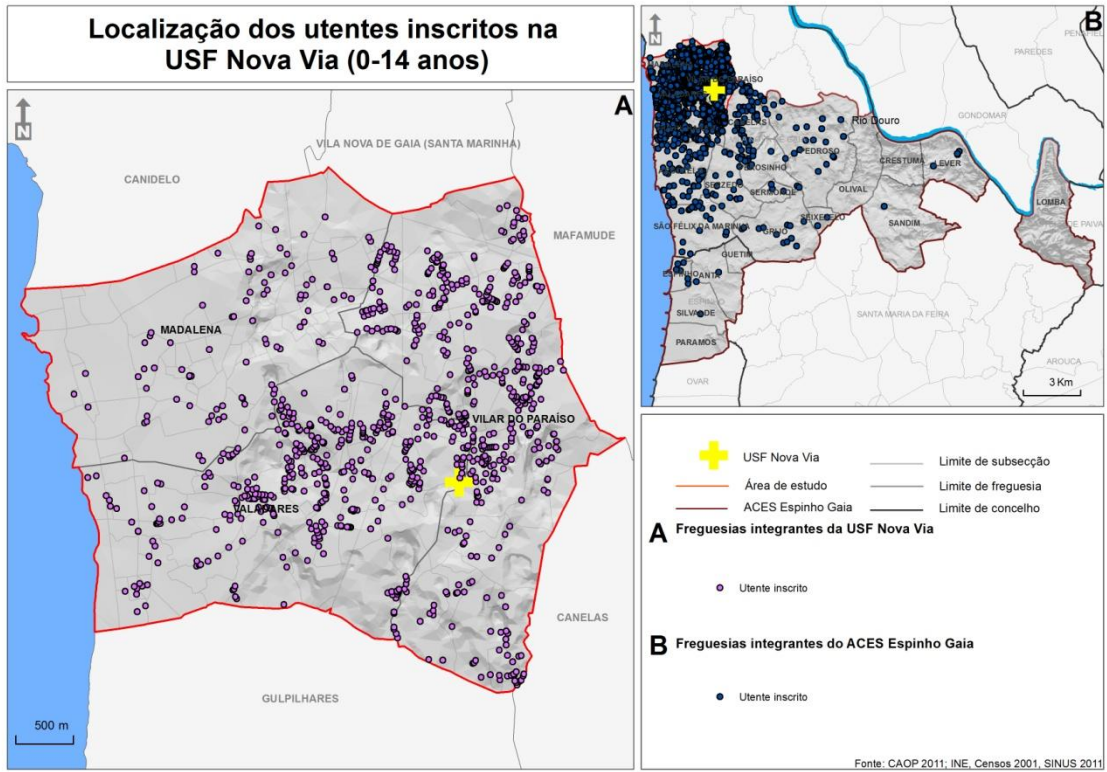 Localização dos utentes inscritos na
USF Nova Via (0-14 anos)
A
N
VILA NOVA DE GAIA (SANTA MARINHA)
CANIDELO
MAFAMUDE
MADALENA
VILAR DO PARAÍSO
VALADARES
CANELAS
GULPILHARES
500 m
B
N
PENAFIEL
PAREDES
Rio Douro
GONDOMAR
PEDROSO
CRESTUMA
LEVER
SERMONDE
OLIVAL
LOMBA
SEIXEZELO
SANDIM
SÃO FÉLIX DA MARINHA
GRIJÓ
GUETIM
ESPINHO
SILVALDE
SANTA MARIA DA FEIRA
PARAMOS
AROUCA
OVAR
3 Km
USF Nova Via
Área de estudo
ACES Espinho Gaia
Limite de subsecção
Limite de freguesia
Limite de concelho
A Freguesias integrantes da USF Nova Via
Utente inscrito
B Freguesias integrantes do ACES Espinho Gaia
Utente inscrito
Fonte: CAOP 2011; INE, Censos 2001, SINUS 2011